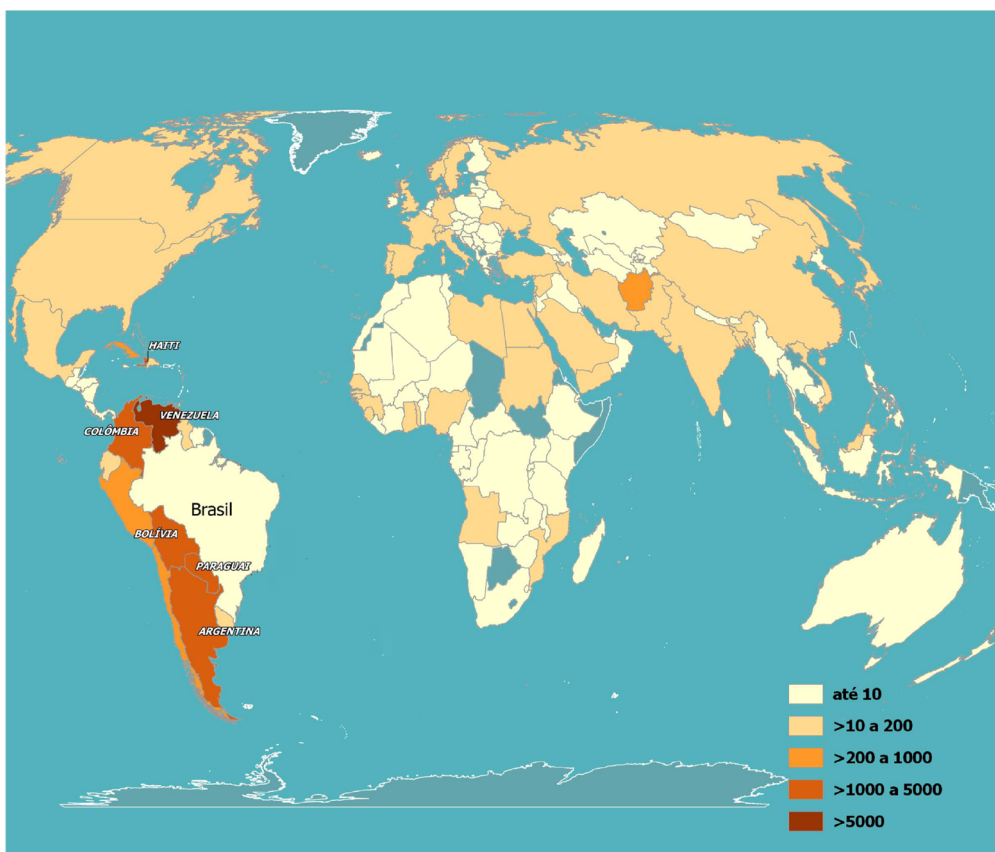 HAITI
VENEZUELA
COLÔMBIA
Brasil
BOLÍVIA
PARAGUAI
ARGENTINA
até 10
>10 a 200
>200 a 1000
>1000 a 5000
>5000